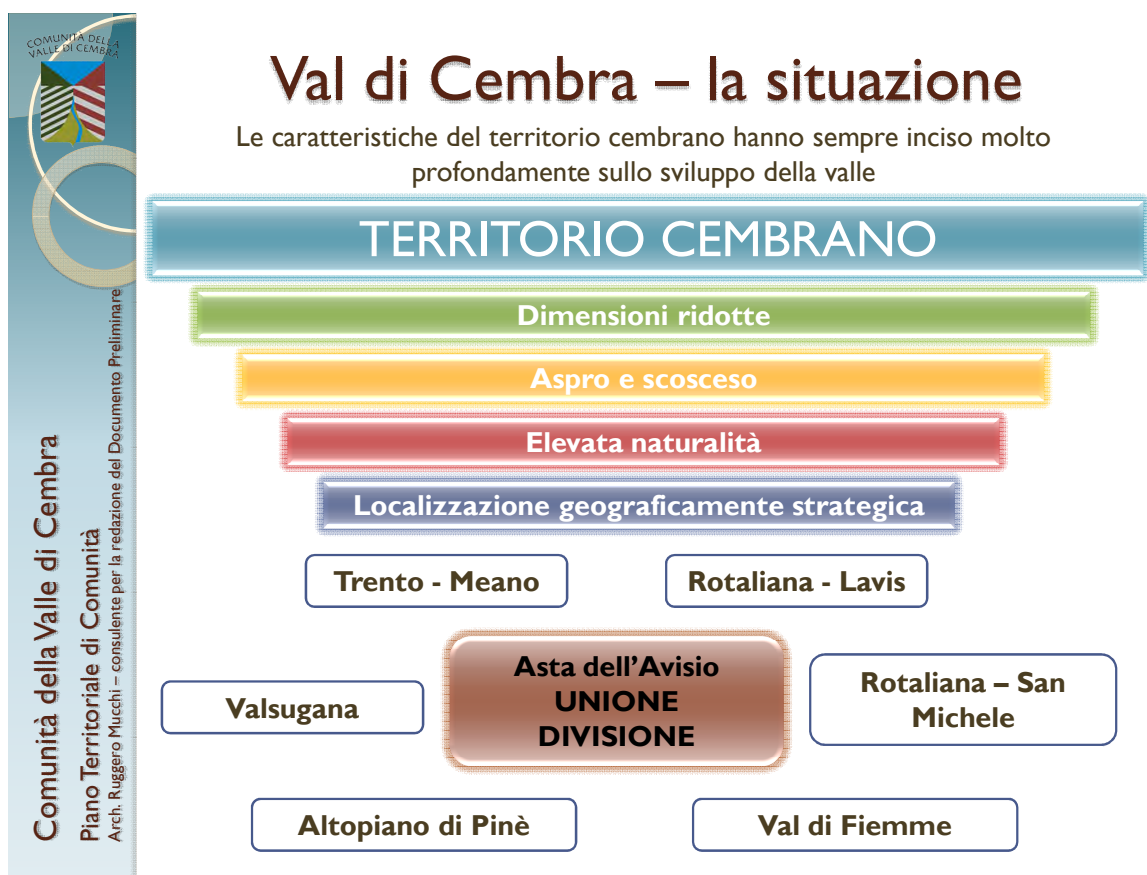 COMUNITÀ DELLA
VALLE DI CEMBRA
Val di Cembra – la situazione
Le caratteristiche del territorio cembrano hanno sempre inciso molto
profondamente sullo sviluppo della valle
TERRITORIO CEMBRANO
Dimensioni ridotte
Aspro e scosceso
Elevata naturalità
Localizzazione geograficamente strategica
Trento - Meano
Rotaliana - Lavis
Asta dell’Avisio
UNIONE
DIVISIONE
Valsugana
Rotaliana – San
Michele
Altopiano di Pinè
Val di Fiemme
Comunità della Valle di Cembra
Piano Territoriale di Comunità
Arch. Ruggero Mucchi – consulente per la redazione del Documento Preliminare